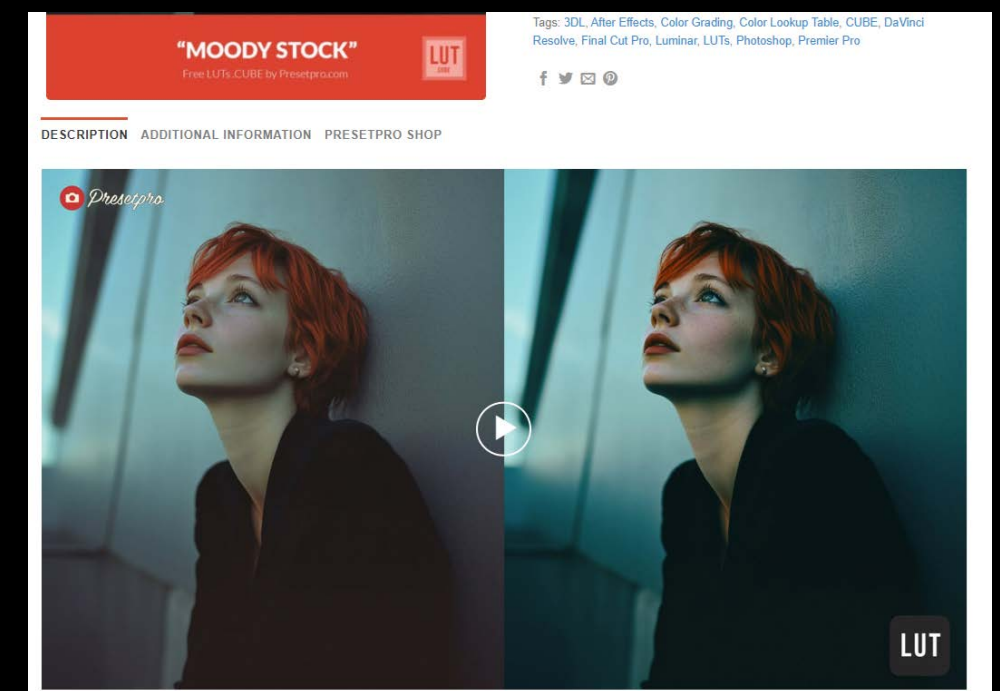 "MOODY STOCK"
Free LUTs .CUBE by Presetpro.com
LUT
.CUBE
Tags: 3DL, After Effects, Color Grading, Color Lookup Table, CUBE, DaVinci
Resolve, Final Cut Pro, Luminar, LUTs, Photoshop, Premier Pro
DESCRIPTION ADDITIONAL INFORMATION PRESETPRO SHOP
Presetpro
LUT